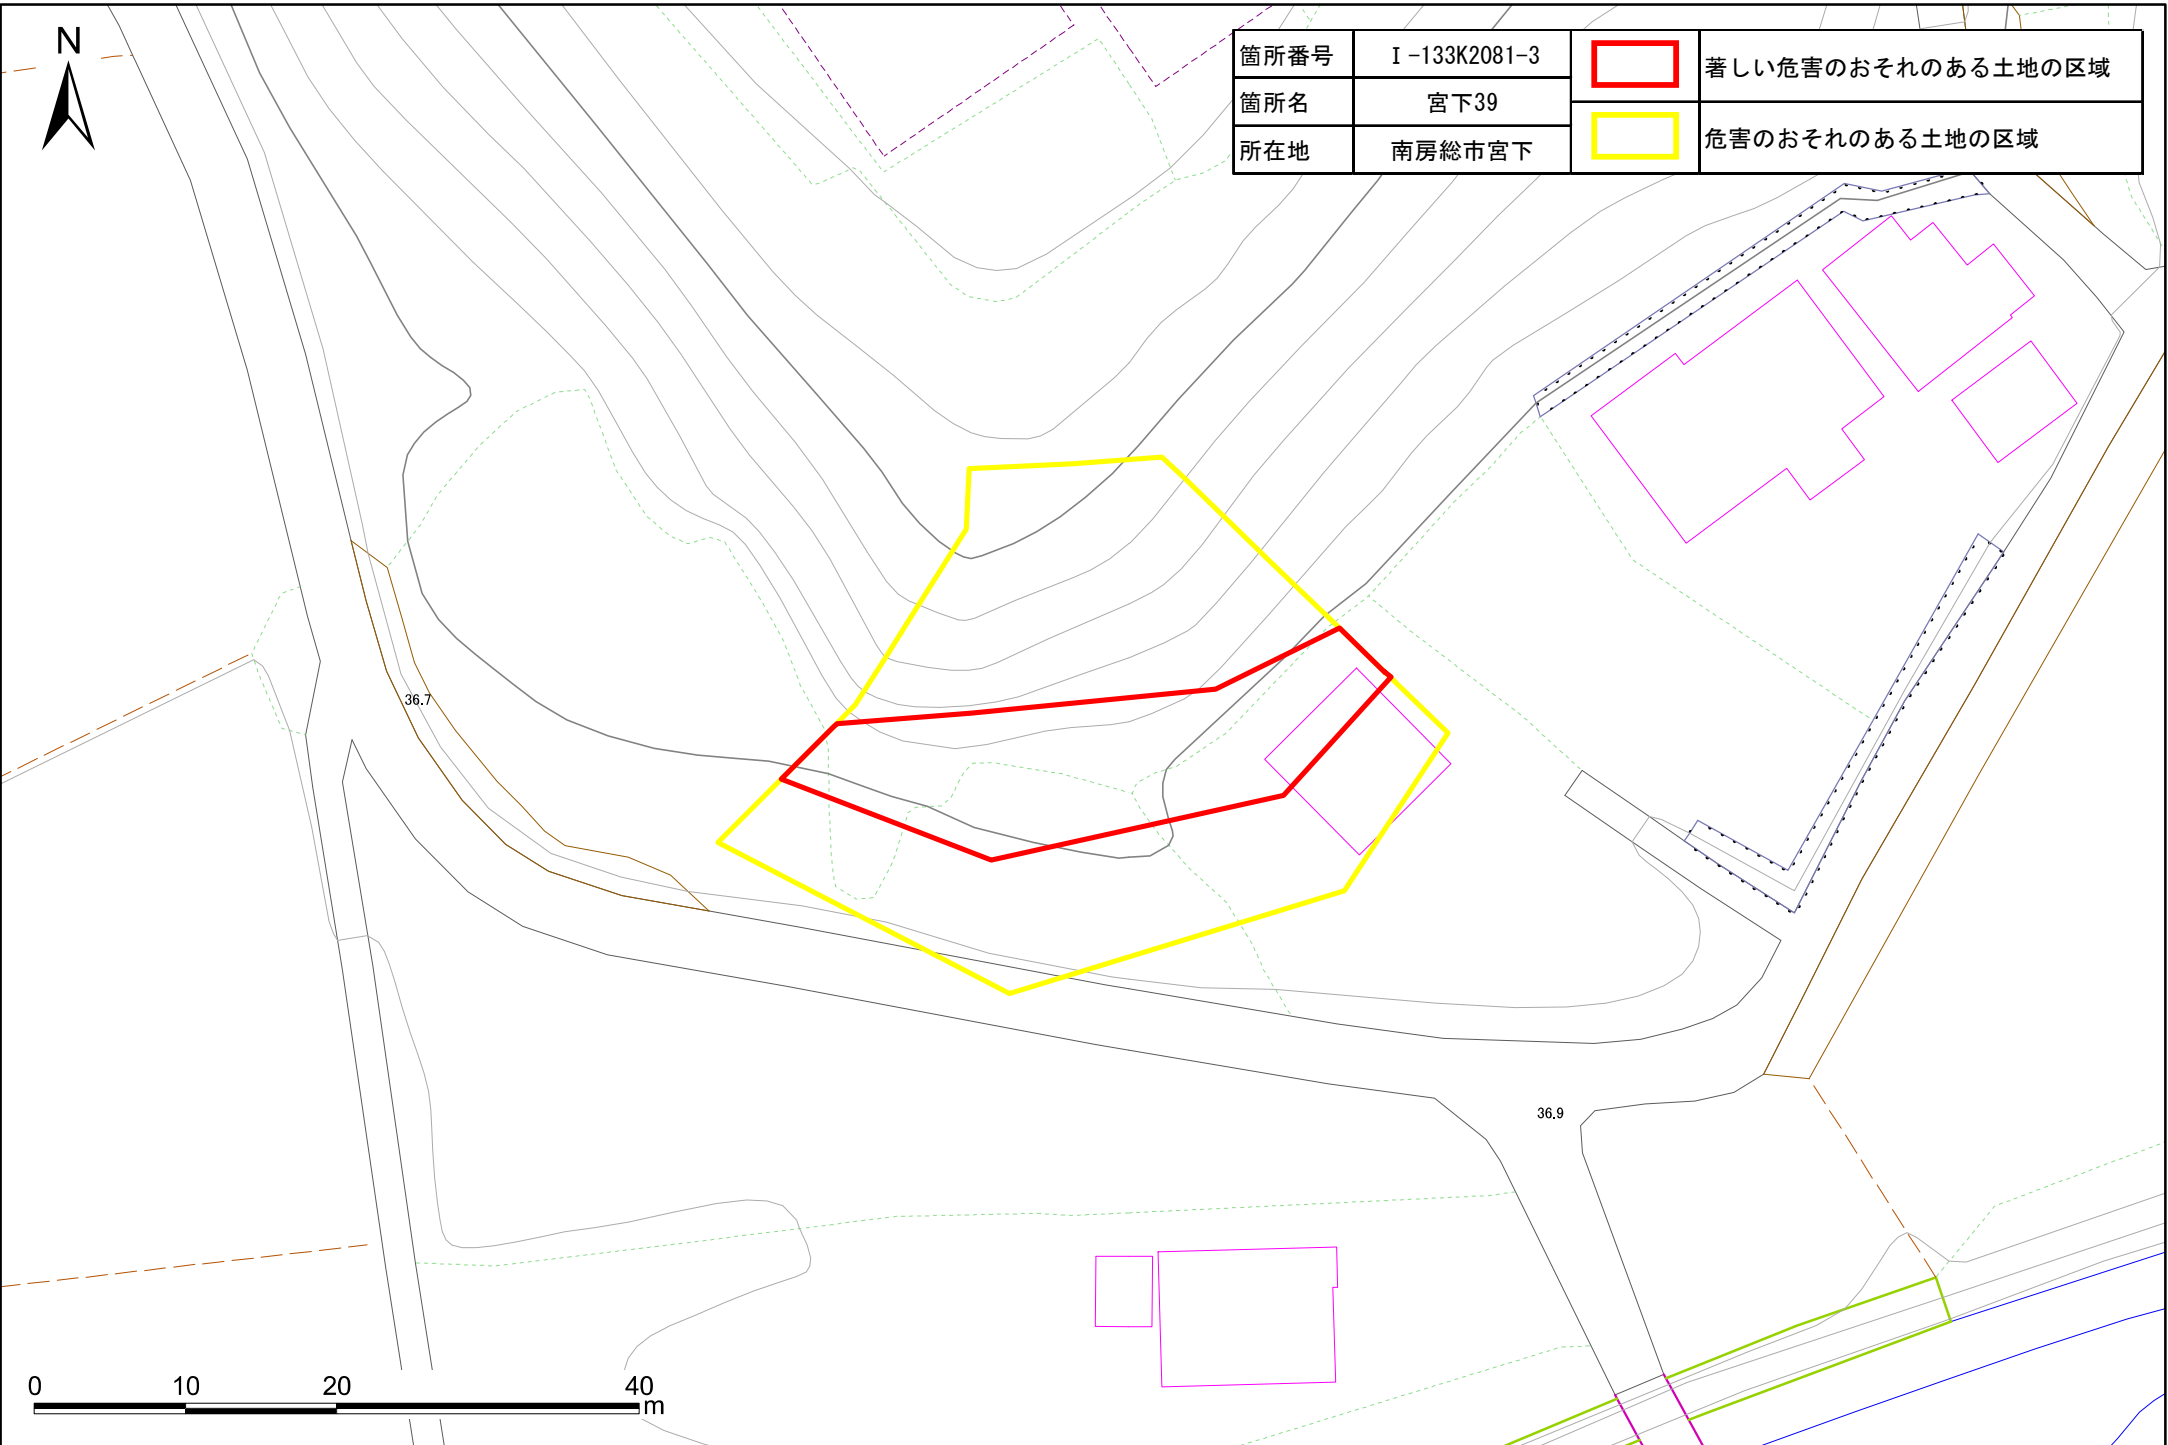 N
箇所番号 Ⅰ-133K2081-3
箇所名 宮下39
所在地 南房総市宮下
著しい危害のおそれのある土地の区域
危害のおそれのある土地の区域
36.7
36.9
0 10 20 40
m